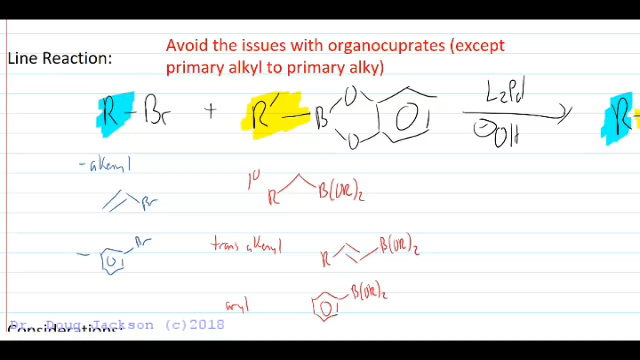 Avoid the issues with organocuprates (except
Line Reaction:
primary alkyl to primary alky)
R-Br + R'-B O O L2Pd R
⊖OH
-alkenyl
Br
1° R B(OR)2
- Br
trans alkenyl R B(OR)2
aryl B(OR)2
Dr. Doug Jackson (c)2018
Considerations: